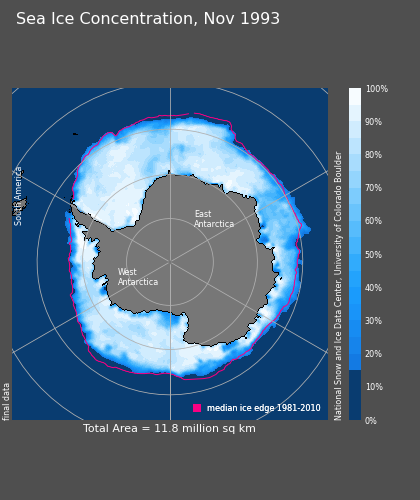 Sea Ice Concentration, Nov 1993
South America
East
Antarctica
West
Antarctica
final data
median ice edge 1981-2010
Total Area = 11.8 million sq km
National Snow and Ice Data Center, University of Colorado Boulder
100%
90%
80%
70%
60%
50%
40%
30%
20%
10%
0%